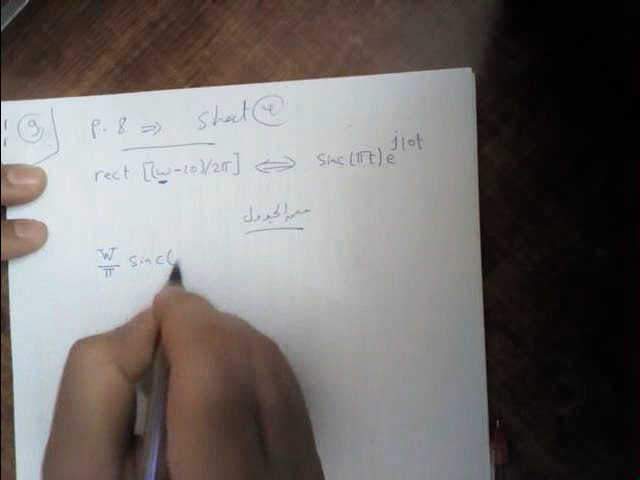 9 P. 8 ⇒ Sheet 4
rect [(w-10)/2π] ⇔ sinc(πt) e^j10t
من الجدول
W/π sinc(